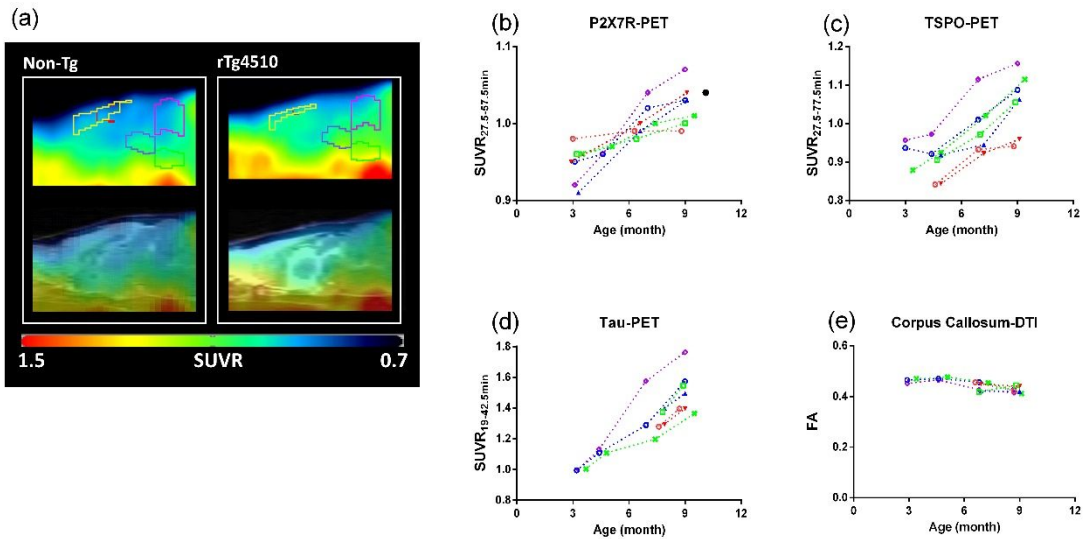 (a)
Non-Tg rTg4510
1.5 SUVR 0.7
(b) P2X7R-PET
SUVR27.5-57.5min
1.1
1.0
0.9
0 3 6 9 12
Age (month)
(c) TSPO-PET
SUVR27.5-77.5min
1.2
1.1
1.0
0.9
0.8
0 3 6 9 12
Age (month)
(d) Tau-PET
SUVR19-42.5min
1.8
1.6
1.4
1.2
1.0
0.8
0 3 6 9 12
Age (month)
(e) Corpus Callosum-DTI
FA
0.6
0.4
0.2
0.0
0 3 6 9 12
Age (month)